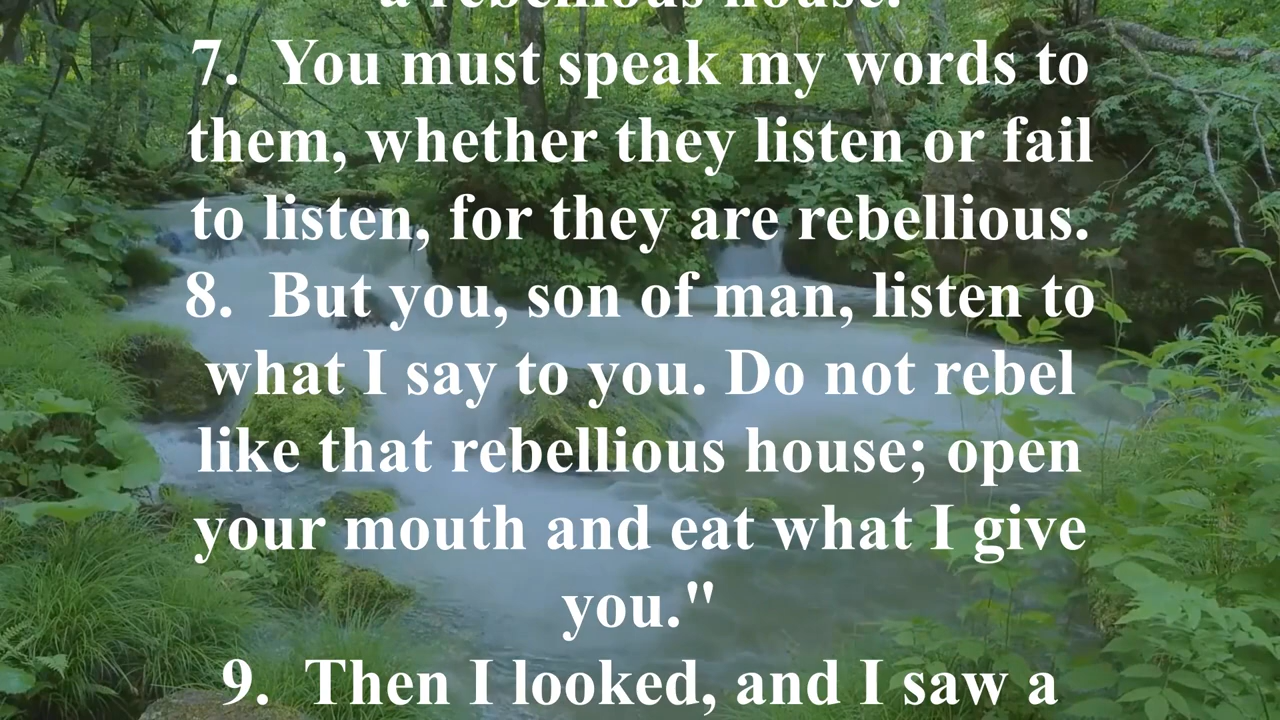 a rebellious house.
7.  You must speak my words to
them, whether they listen or fail
to listen, for they are rebellious.
8.  But you, son of man, listen to
what I say to you. Do not rebel
like that rebellious house; open
your mouth and eat what I give
you."
9.  Then I looked, and I saw a